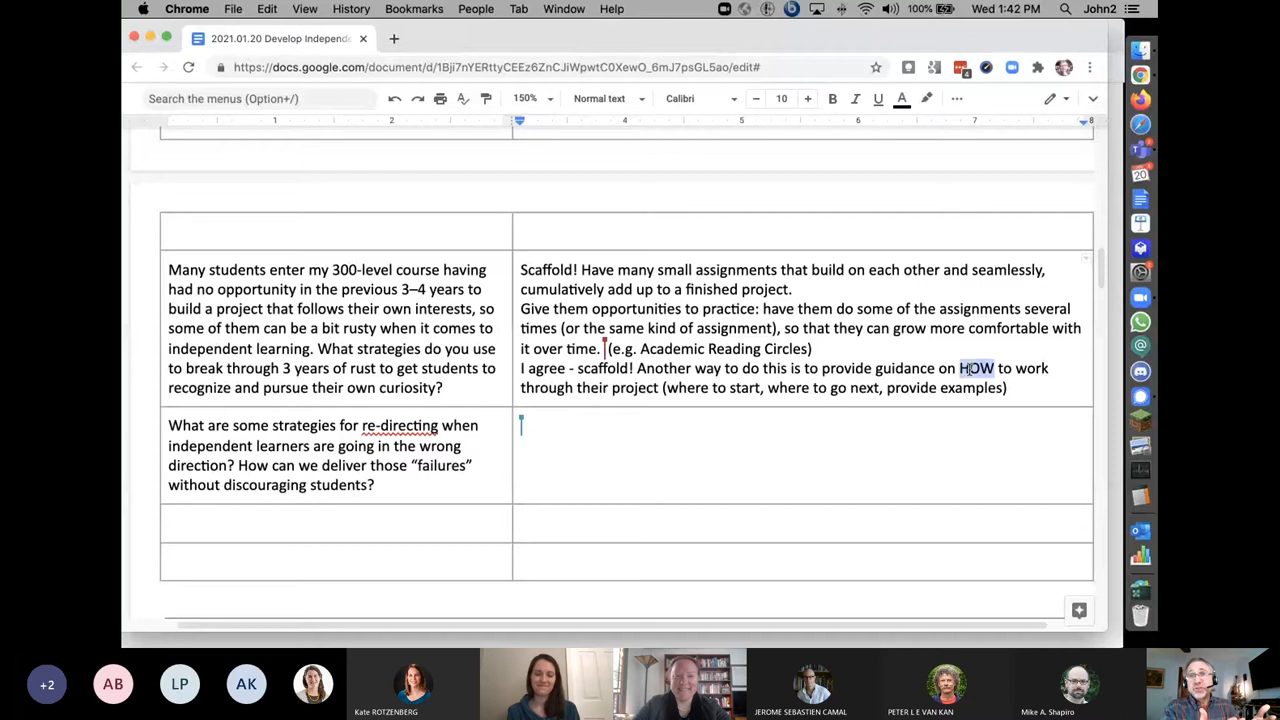 Chrome File Edit View History Bookmarks People Tab Window Help 100% Wed 1:42 PM John2
2021.01.20 Develop Independe
Search the menus (Option+/) 150% Normal text Calibri 10 B I U A
1 2 4 5 6 7 8
Many students enter my 300-level course having
had no opportunity in the previous 3–4 years to
build a project that follows their own interests, so
some of them can be a bit rusty when it comes to
independent learning. What strategies do you use
to break through 3 years of rust to get students to
recognize and pursue their own curiosity?
Scaffold! Have many small assignments that build on each other and seamlessly,
cumulatively add up to a finished project.
Give them opportunities to practice: have them do some of the assignments several
times (or the same kind of assignment), so that they can grow more comfortable with
it over time. (e.g. Academic Reading Circles)
I agree - scaffold! Another way to do this is to provide guidance on HOW to work
through their project (where to start, where to go next, provide examples)
What are some strategies for re-directing when
independent learners are going in the wrong
direction? How can we deliver those “failures”
without discouraging students?
+2 AB LP AK
Kate ROTZENBERG JEROME SEBASTIEN CAMAL PETER L E VAN KAN Mike A. Shapiro